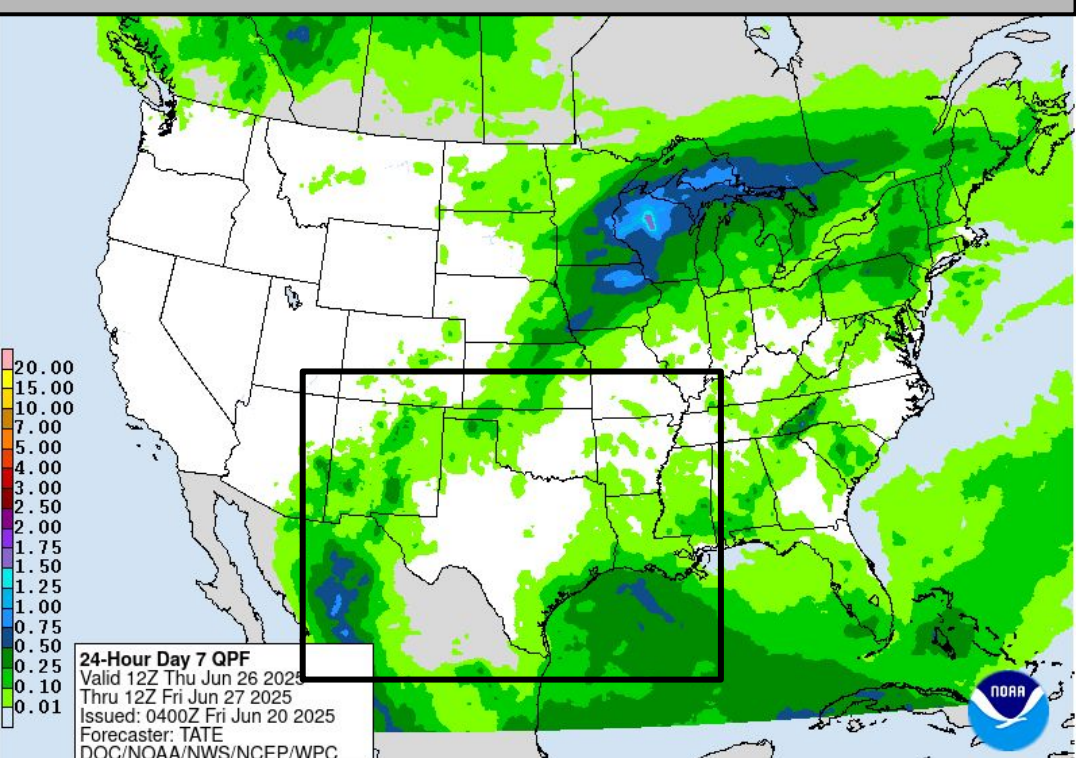 20.00
15.00
10.00
7.00
5.00
4.00
3.00
2.50
2.00
1.75
1.50
1.25
1.00
0.75
0.50
0.25
0.10
0.01
24-Hour Day 7 QPF
Valid 12Z Thu Jun 26 2025
Thru 12Z Fri Jun 27 2025
Issued: 0400Z Fri Jun 20 2025
Forecaster: TATE
DOC/NOAA/NWS/NCEP/WPC
NOAA